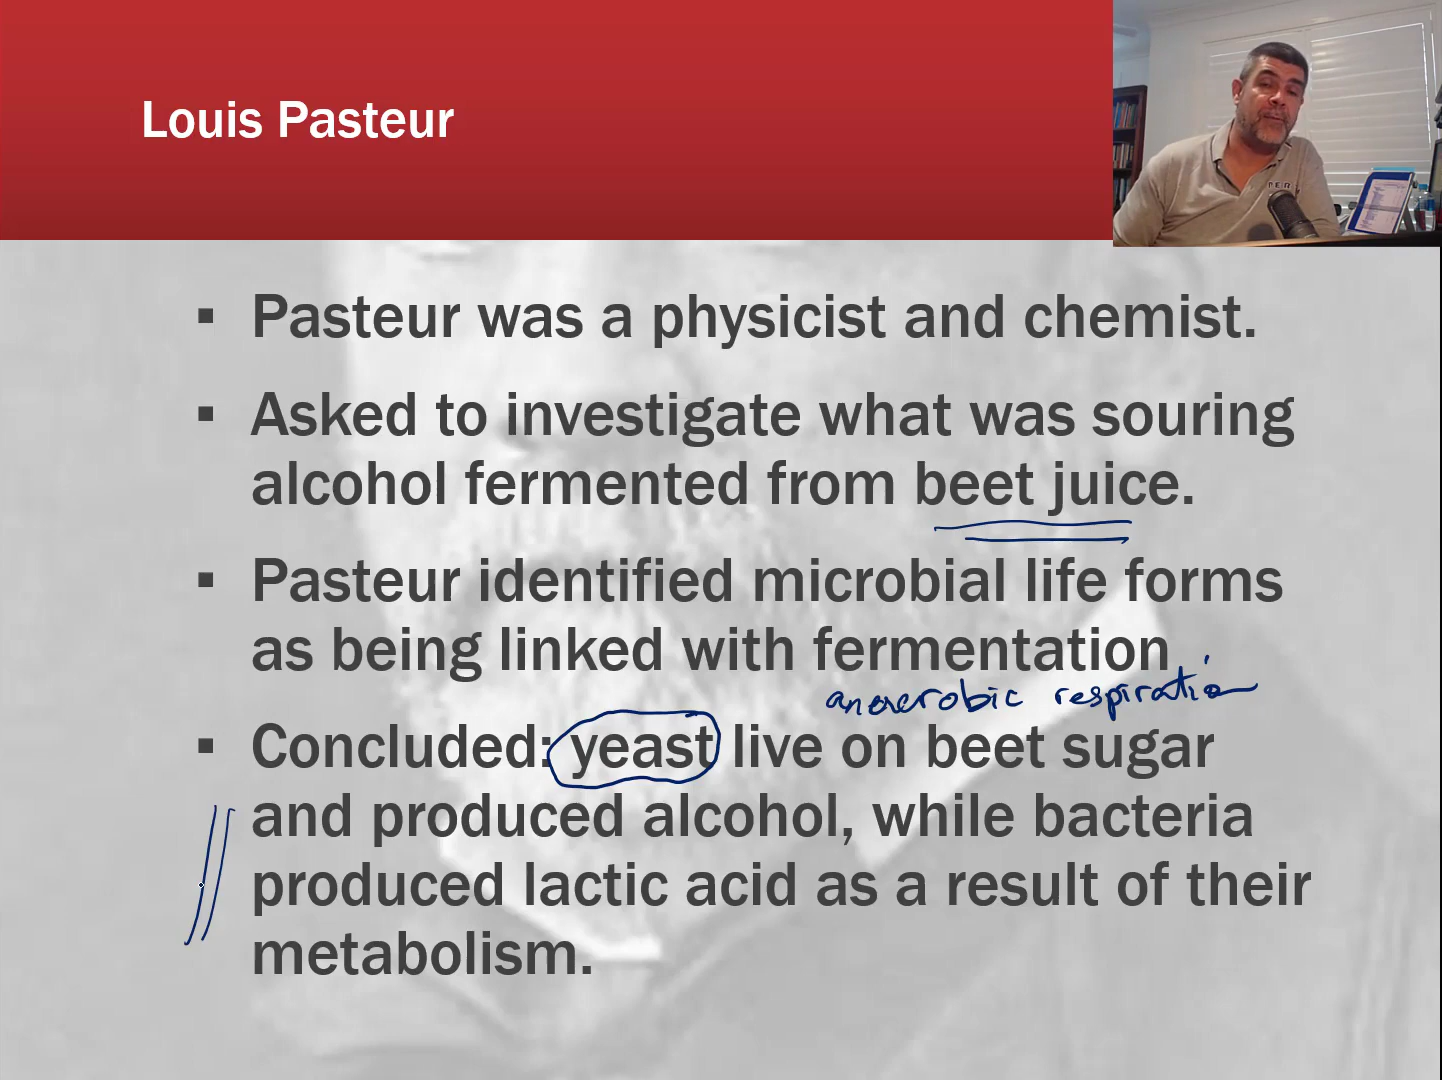 Louis Pasteur
▪ Pasteur was a physicist and chemist.
▪ Asked to investigate what was souring
alcohol fermented from beet juice.
▪ Pasteur identified microbial life forms
as being linked with fermentation
anaerobic respiration
▪ Concluded: yeast live on beet sugar
and produced alcohol, while bacteria
produced lactic acid as a result of their
metabolism.